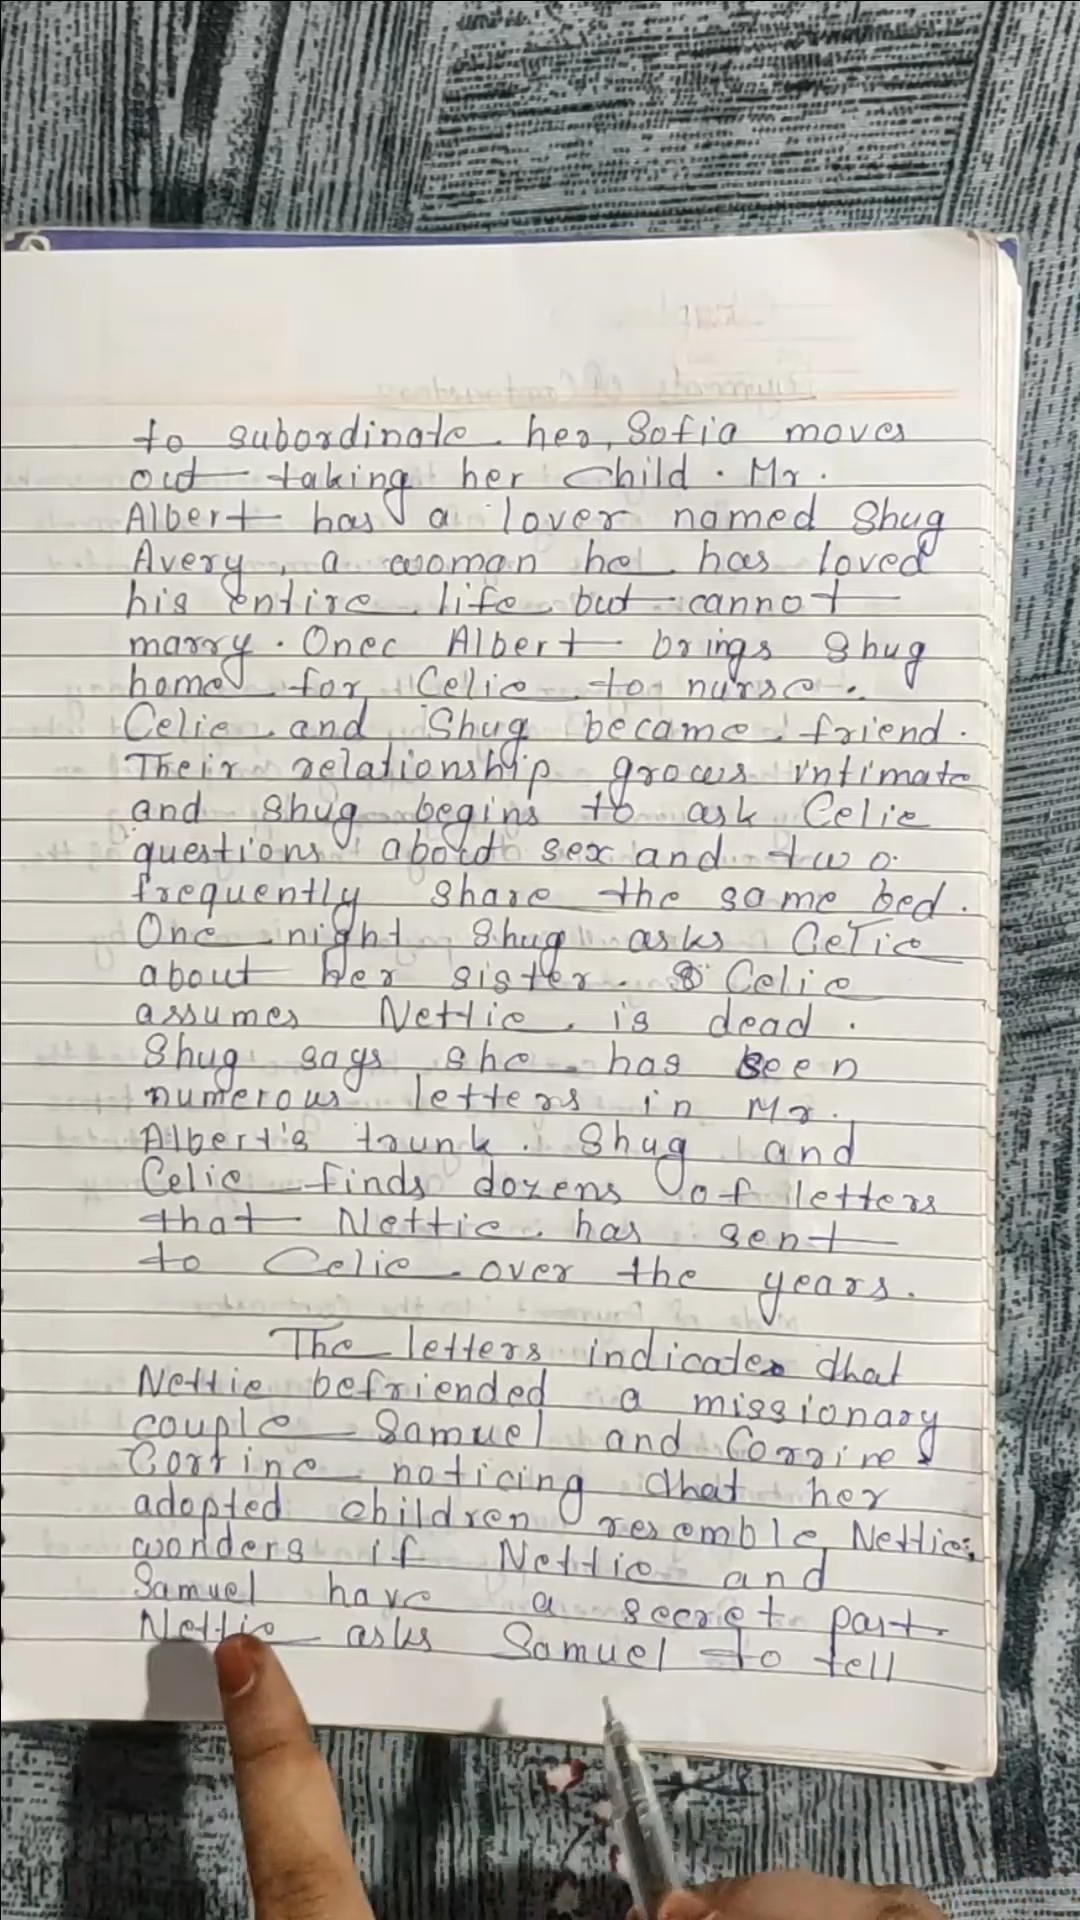 to subordinate her, Sofia moves
out taking her Child. Mr.
Albert has a lover named Shug
Avery, a woman he has loved
his entire life but cannot
marry. Onec Albert brings Shug
home for Celie to nurse.
Celie and Shug became friend.
Their relationship grows intimate
and Shug begins to ask Celie
questions about sex and two
frequently share the same bed.
One night Shug asks Celie
about her sister. Celie
assumes Nettie is dead.
Shug says she has seen
numerous letters in Mr.
Albert's trunk. Shug and
Celie finds dozens of letters
that Nettie has sent
to Celie over the years.
The letters indicates that
Nettie befriended a missionary
couple Samuel and Corrine
Corrine noticing that her
adopted children resemble Nettie
wonders if Nettie and
Samuel have a secret past.
Nettie asks Samuel to tell